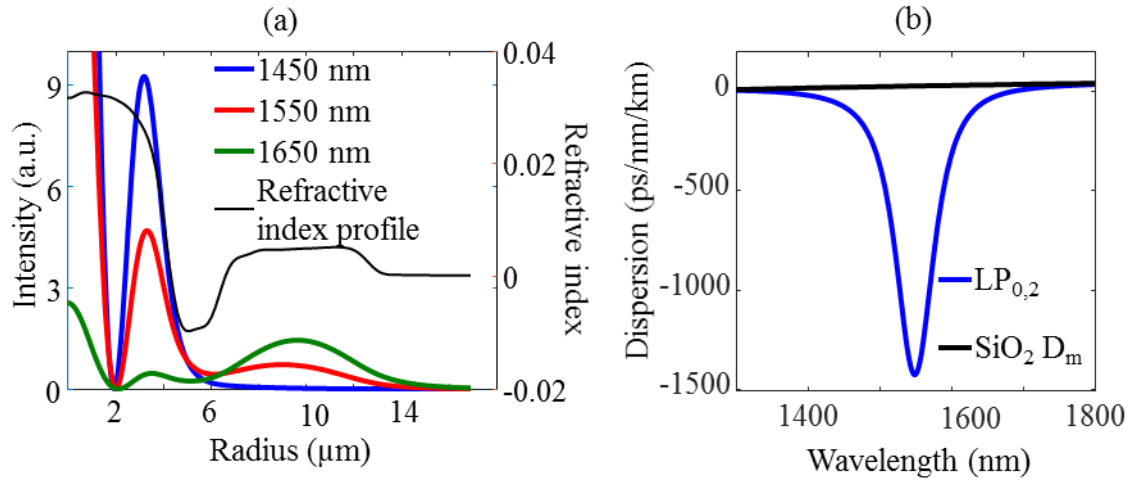 (a)
0.04
0.02
0
-0.02
Refractive index
9
6
3
0
Intensity (a.u.)
1450 nm
1550 nm
1650 nm
Refractive
index profile
2
6
10
14
Radius (μm)
(b)
0
-500
-1000
-1500
Dispersion (ps/nm/km)
LP0,2
SiO2 Dm
1400
1600
1800
Wavelength (nm)